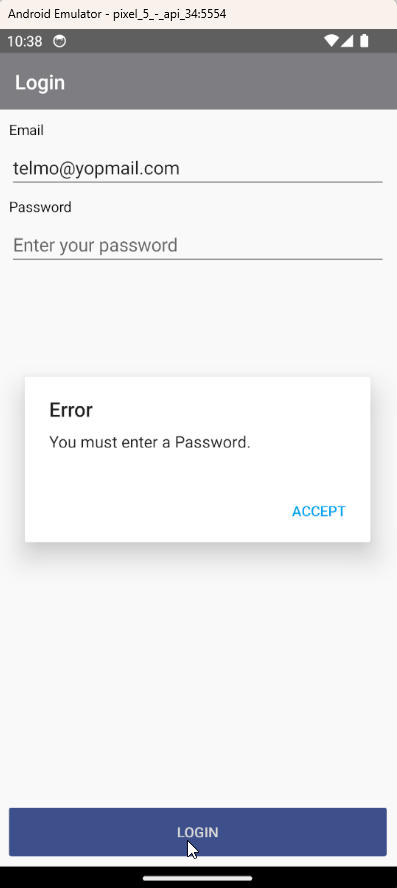 Android Emulator - pixel_5_-_api_34:5554
10:38
Login
Email
telmo@yopmail.com
Password
Enter your password
Error
You must enter a Password.
ACCEPT
LOGIN